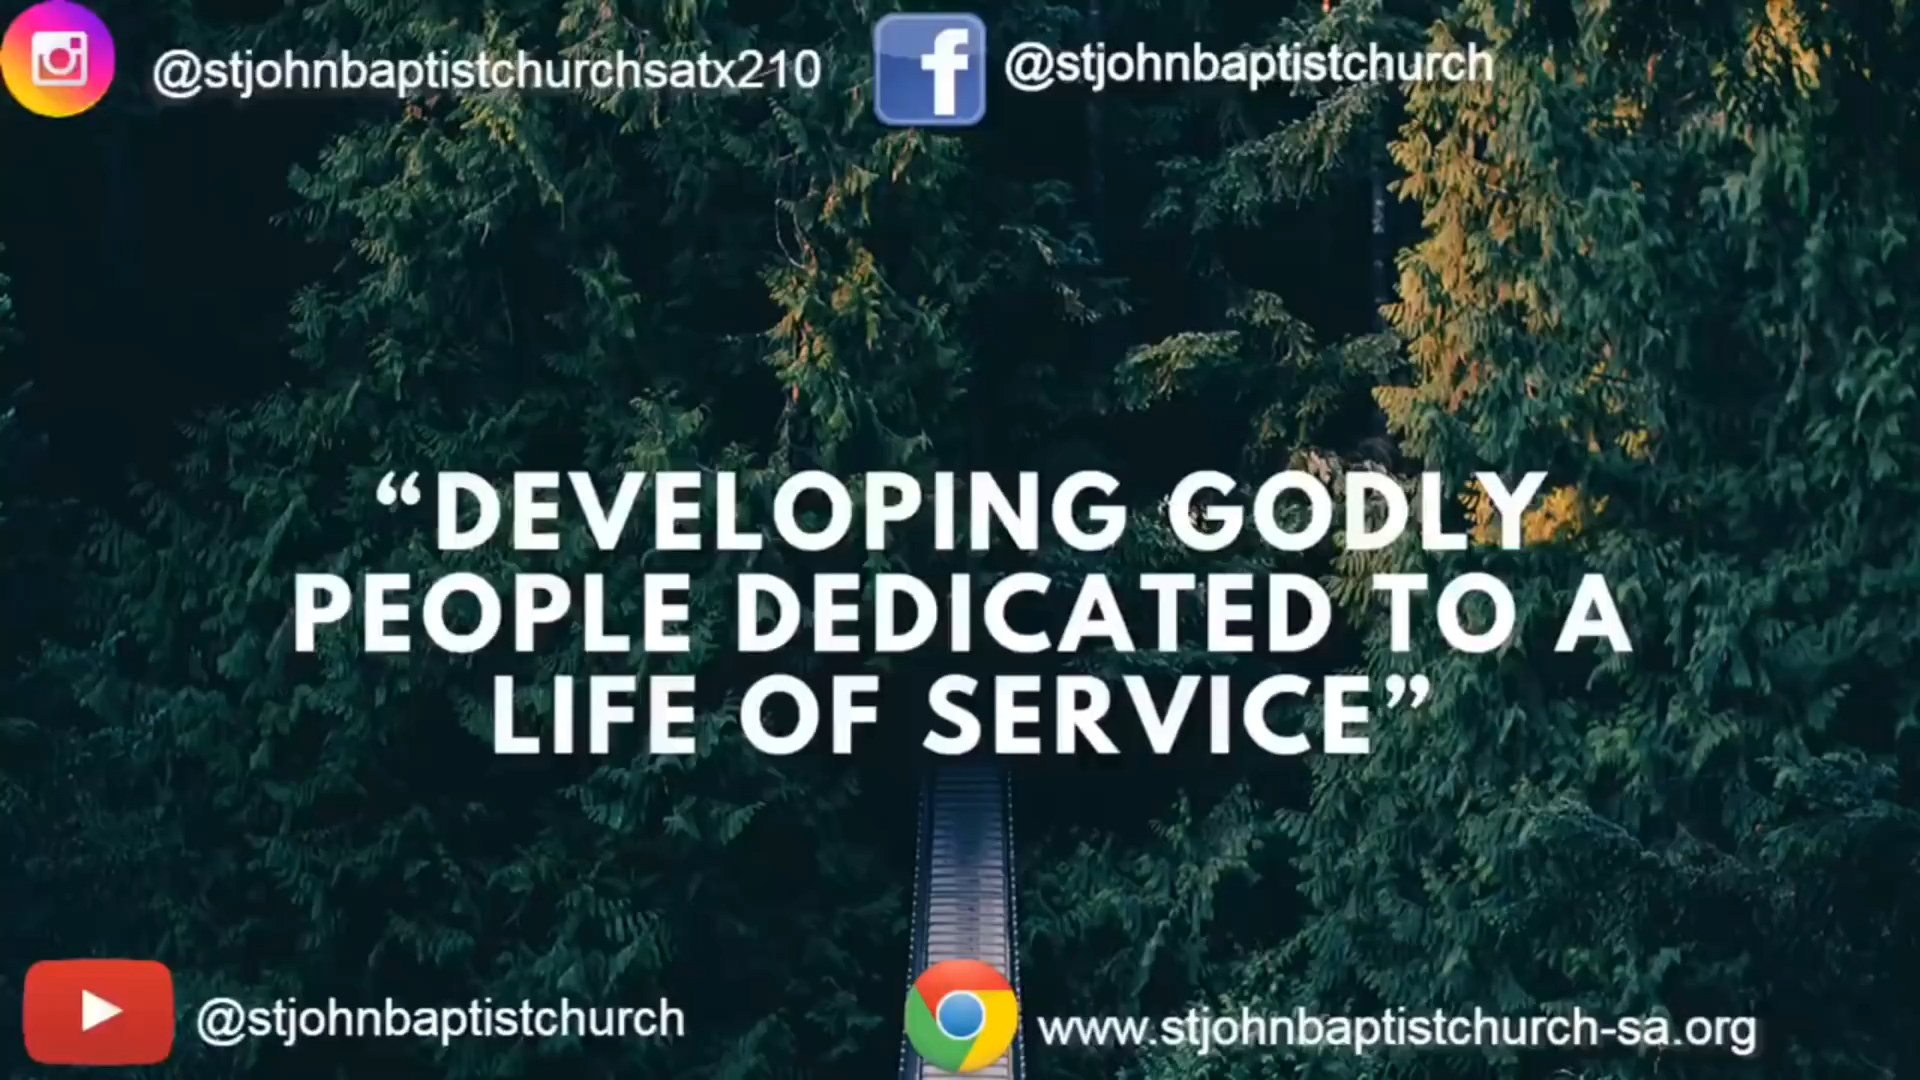 @stjohnbaptistchurchsatx210
@stjohnbaptistchurch
“DEVELOPING GODLY
PEOPLE DEDICATED TO A
LIFE OF SERVICE”
@stjohnbaptistchurch
www.stjohnbaptistchurch-sa.org